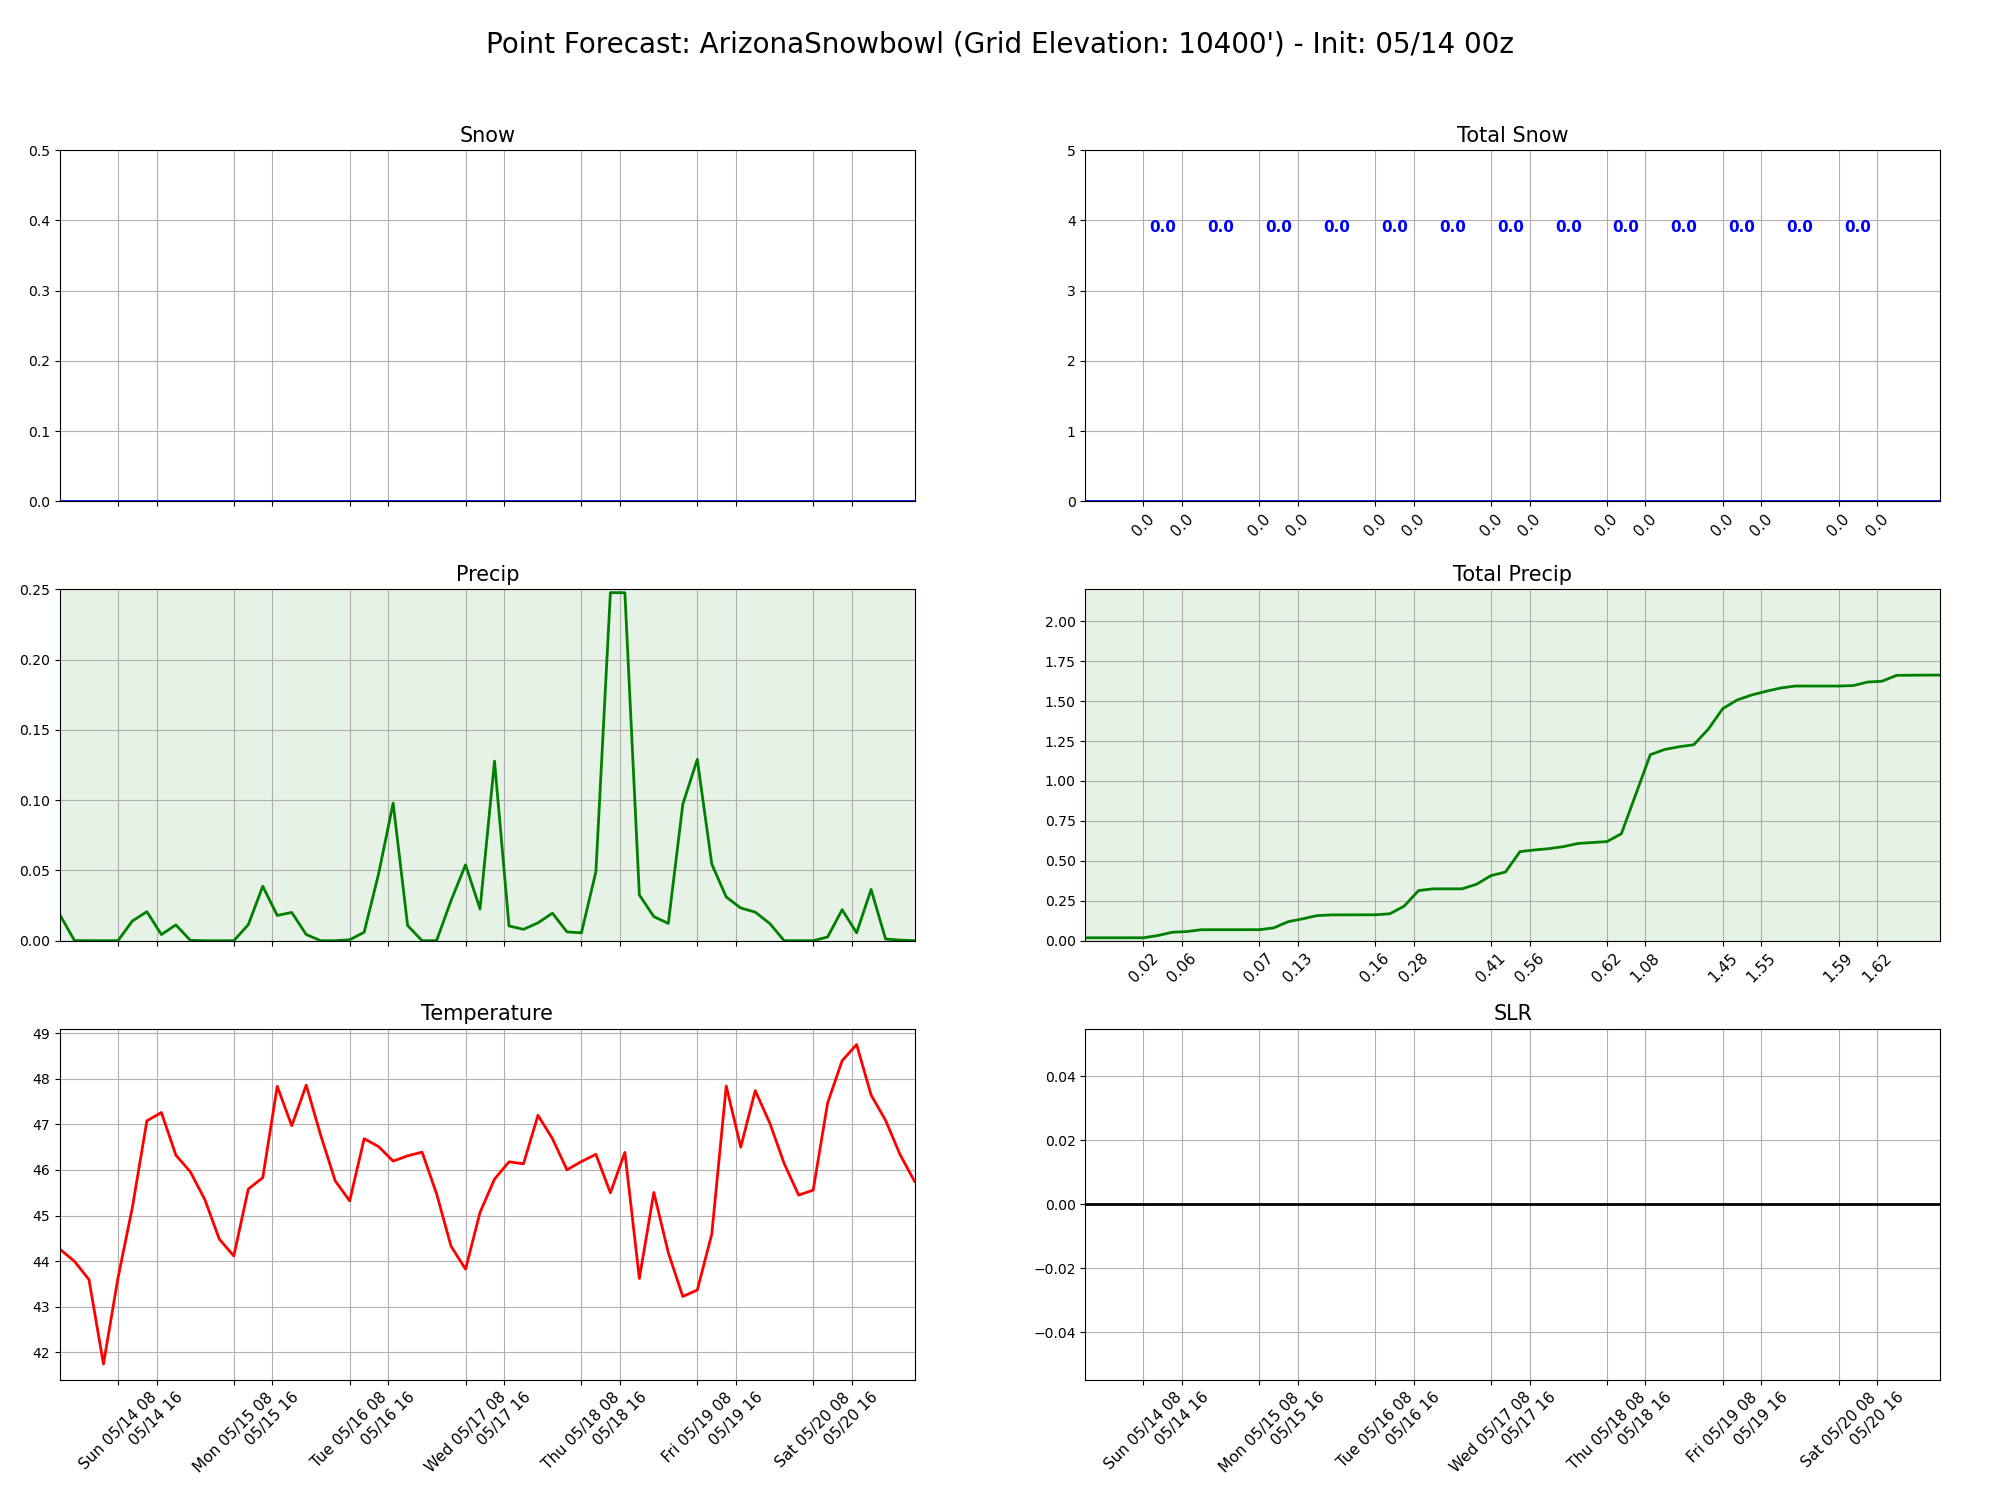 Point Forecast: ArizonaSnowbowl (Grid Elevation: 10400') - Init: 05/14 00z
Snow
0.5
0.4
0.3
0.2
0.1
0.0
Total Snow
5
4
3
2
1
0
0.0 0.0 0.0 0.0 0.0 0.0 0.0 0.0 0.0 0.0 0.0 0.0 0.0
0.0 0.0 0.0 0.0 0.0 0.0 0.0 0.0 0.0 0.0 0.0 0.0 0.0 0.0
Precip
0.25
0.20
0.15
0.10
0.05
0.00
Total Precip
2.00
1.75
1.50
1.25
1.00
0.75
0.50
0.25
0.00
0.02 0.06 0.07 0.13 0.16 0.28 0.41 0.56 0.62 1.08 1.45 1.55 1.59 1.62
Temperature
49
48
47
46
45
44
43
42
Sun 05/14 08
05/14 16
Mon 05/15 08
05/15 16
Tue 05/16 08
05/16 16
Wed 05/17 08
05/17 16
Thu 05/18 08
05/18 16
Fri 05/19 08
05/19 16
Sat 05/20 08
05/20 16
SLR
0.04
0.02
0.00
−0.02
−0.04
Sun 05/14 08
05/14 16
Mon 05/15 08
05/15 16
Tue 05/16 08
05/16 16
Wed 05/17 08
05/17 16
Thu 05/18 08
05/18 16
Fri 05/19 08
05/19 16
Sat 05/20 08
05/20 16